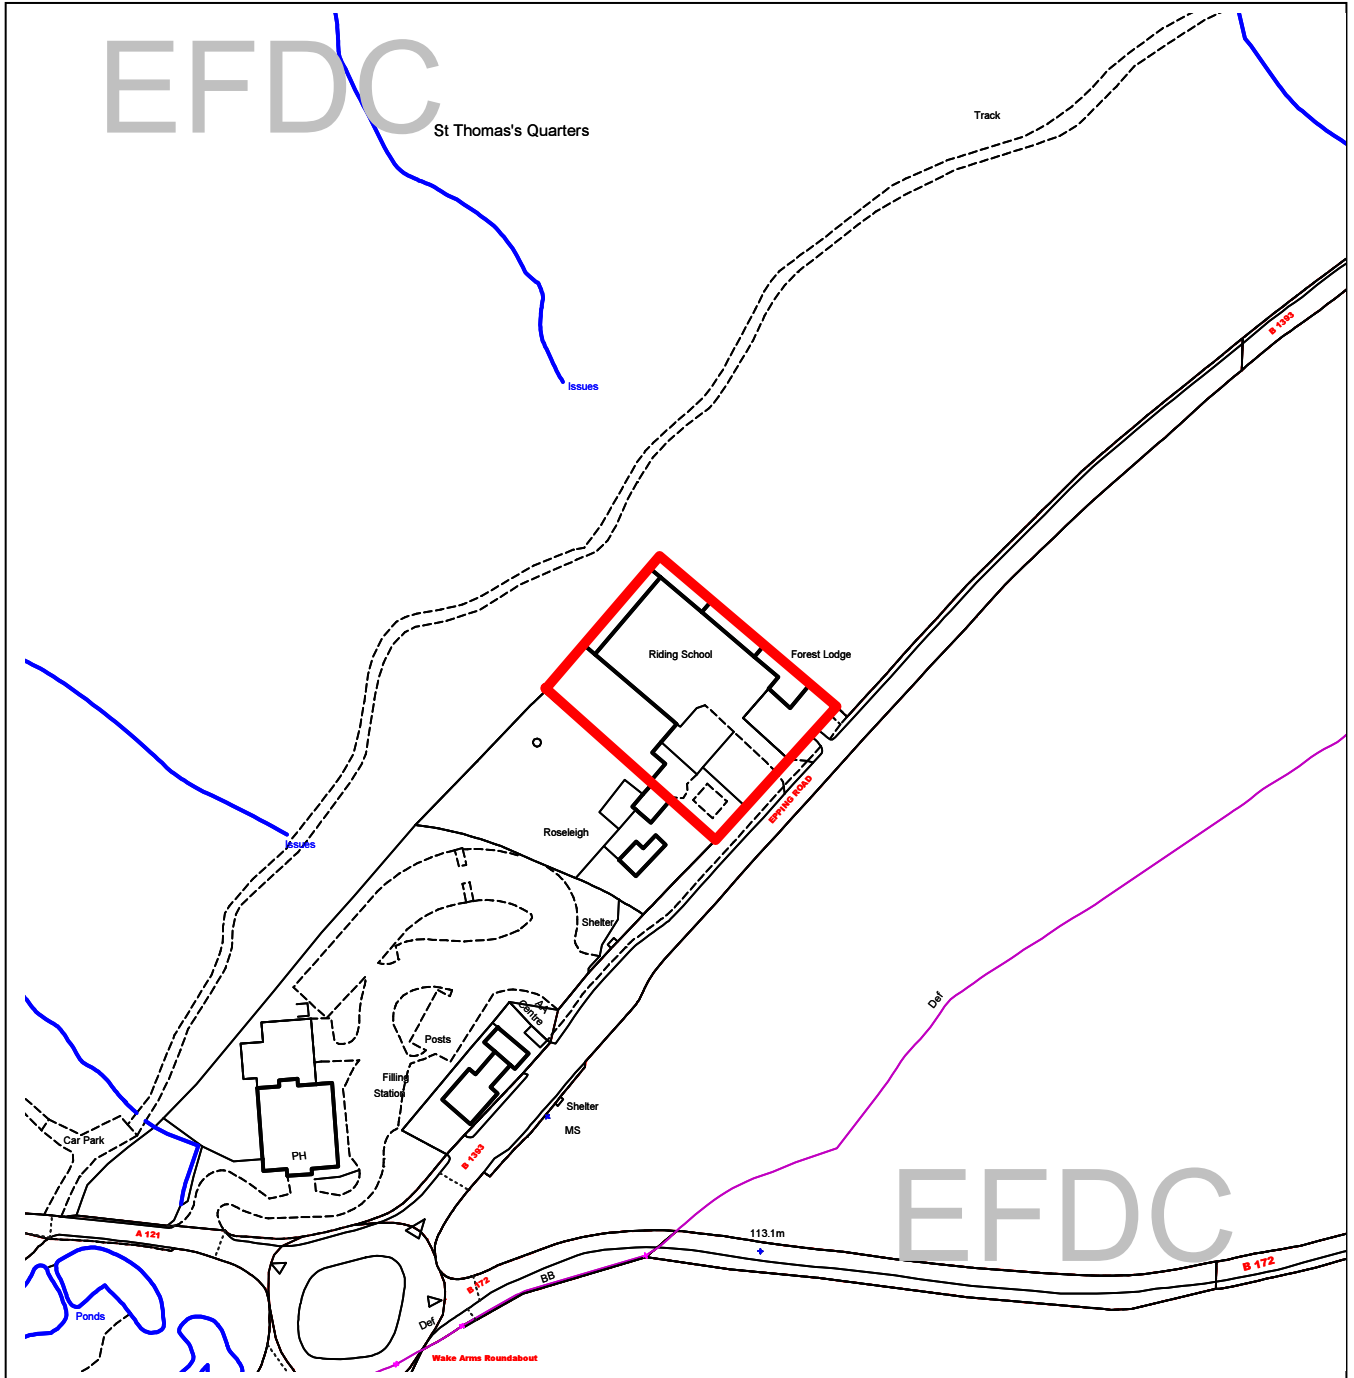 EFDC
St Thomas's Quarters
Track
B 1393
Issues
Riding School
Forest Lodge
EPPING ROAD
Roseleigh
Issues
Shelter
Def
AA
Centre
Posts
Filling
Station
Shelter
MS
Car Park
PH
B 1393
EFDC
A 121
113.1m
B 172
BB
B 172
Ponds
Def
Wake Arms Roundabout